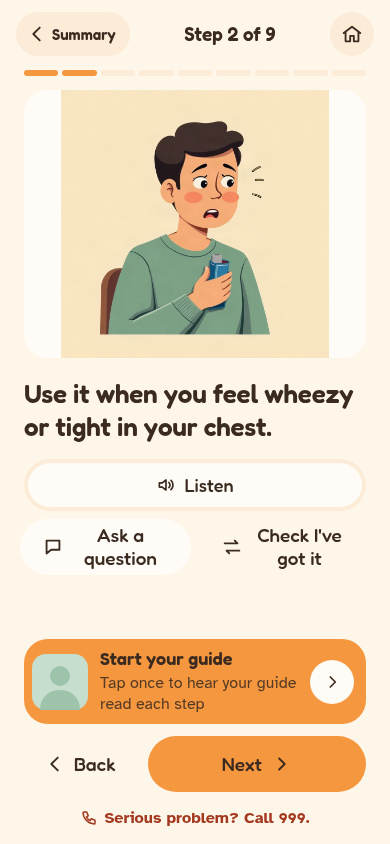 Summary
Step 2 of 9
Use it when you feel wheezy
or tight in your chest.
Listen
Ask a
question
Check I've
got it
Start your guide
Tap once to hear your guide
read each step
Back
Next
Serious problem? Call 999.